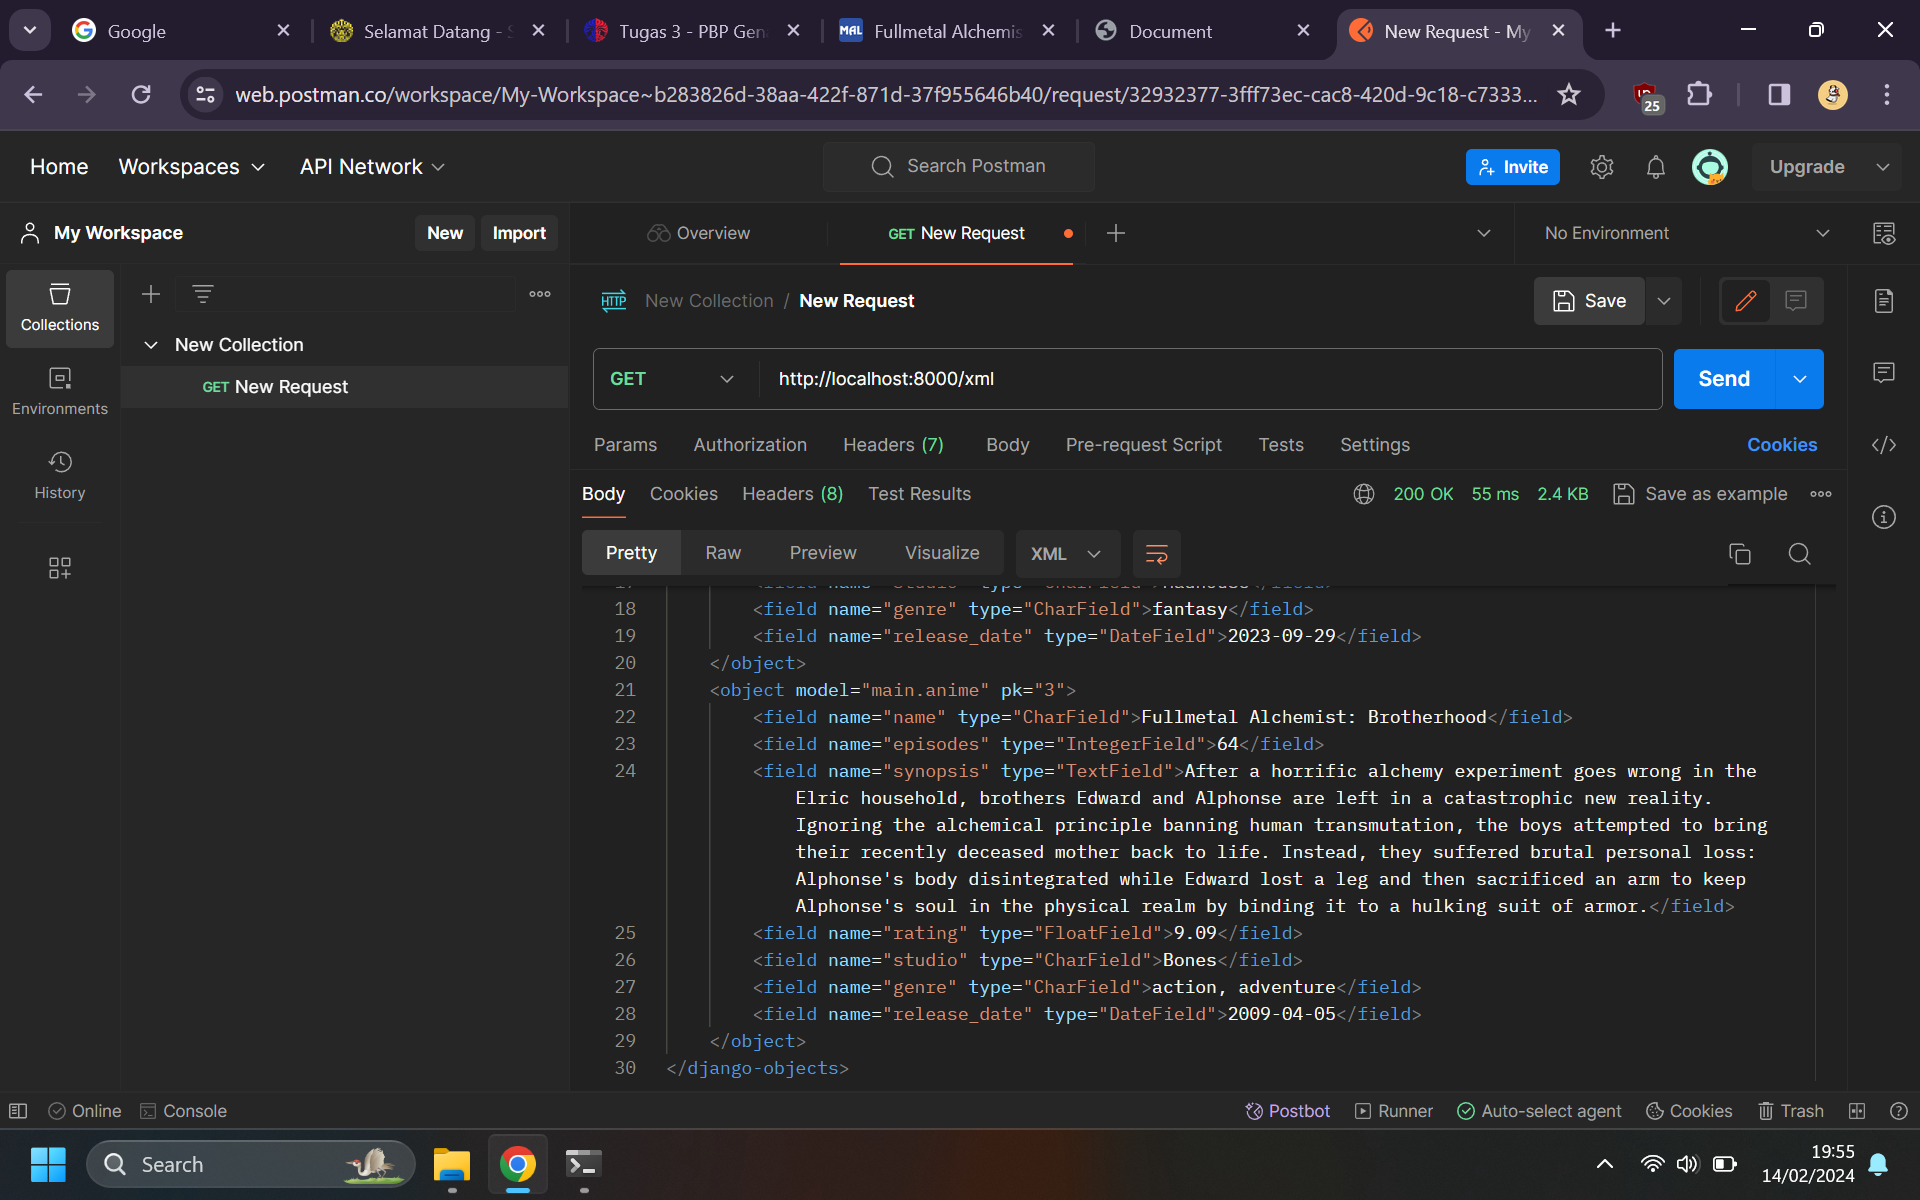 Google
Selamat Datang - S
Tugas 3 - PBP Gen
MAL
Fullmetal Alchemis
Document
New Request - My
web.postman.co/workspace/My-Workspace~b283826d-38aa-422f-871d-37f955646b40/request/32932377-3fff73ec-cac8-420d-9c18-c7333...
25
Home
Workspaces
API Network
Search Postman
Invite
Upgrade
My Workspace
New
Import
Overview
GET New Request
No Environment
Collections
Environments
History
New Collection
GET New Request
HTTP
New Collection / New Request
Save
GET
http://localhost:8000/xml
Send
Params
Authorization
Headers (7)
Body
Pre-request Script
Tests
Settings
Cookies
Body
Cookies
Headers (8)
Test Results
200 OK
55 ms
2.4 KB
Save as example
Pretty
Raw
Preview
Visualize
XML
18 <field name="genre" type="CharField">fantasy</field>
19 <field name="release_date" type="DateField">2023-09-29</field>
20 </object>
21 <object model="main.anime" pk="3">
22 <field name="name" type="CharField">Fullmetal Alchemist: Brotherhood</field>
23 <field name="episodes" type="IntegerField">64</field>
24 <field name="synopsis" type="TextField">After a horrific alchemy experiment goes wrong in the
Elric household, brothers Edward and Alphonse are left in a catastrophic new reality.
Ignoring the alchemical principle banning human transmutation, the boys attempted to bring
their recently deceased mother back to life. Instead, they suffered brutal personal loss:
Alphonse's body disintegrated while Edward lost a leg and then sacrificed an arm to keep
Alphonse's soul in the physical realm by binding it to a hulking suit of armor.</field>
25 <field name="rating" type="FloatField">9.09</field>
26 <field name="studio" type="CharField">Bones</field>
27 <field name="genre" type="CharField">action, adventure</field>
28 <field name="release_date" type="DateField">2009-04-05</field>
29 </object>
30 </django-objects>
Online
Console
Postbot
Runner
Auto-select agent
Cookies
Trash
Search
19:55
14/02/2024